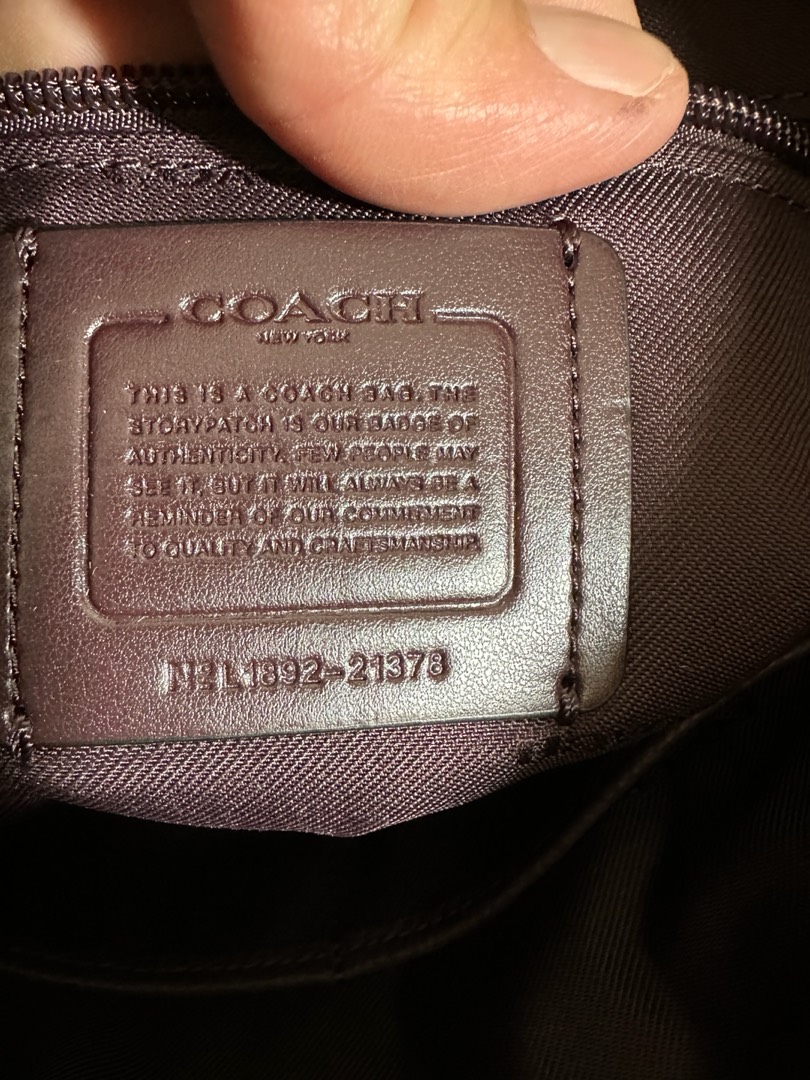 COACH
NEW YORK
THIS IS A COACH BAG. THE
STORYPATCH IS OUR BADGE OF
AUTHENTICITY. FEW PEOPLE MAY
SEE IT, BUT IT WILL ALWAYS BE A
REMINDER OF OUR COMMITMENT
TO QUALITY AND CRAFTSMANSHIP.
L1892-21378